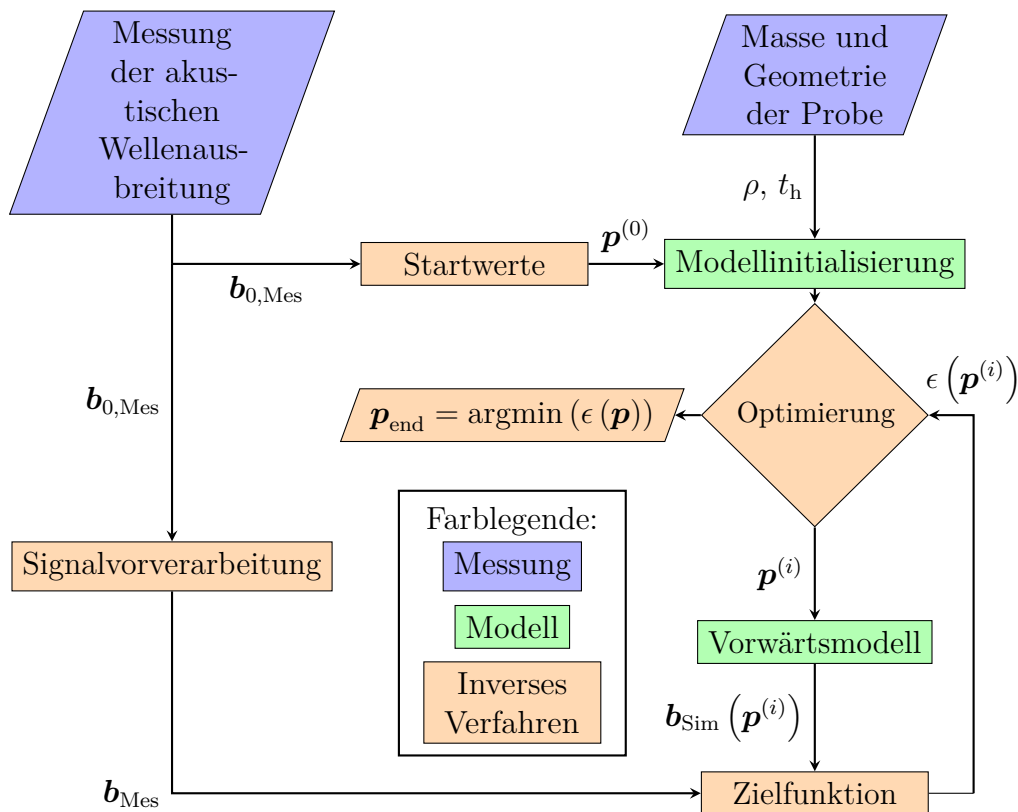 Messung
der akus-
tischen
Wellenaus-
breitung
Masse und
Geometrie
der Probe
ρ, t_h
p^(0)
Startwerte
Modellinitialisierung
b_0,Mes
b_0,Mes
ϵ (p^(i))
p_end = argmin (ϵ (p))
Optimierung
Farblegende:
Messung
Modell
Inverses
Verfahren
Signalvorverarbeitung
p^(i)
Vorwärtsmodell
b_Sim (p^(i))
b_Mes
Zielfunktion